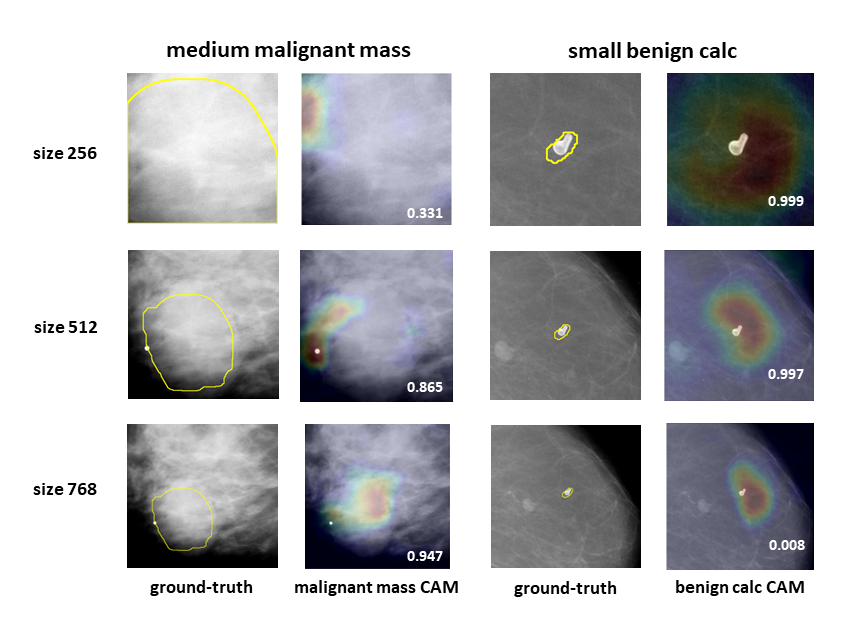 medium malignant mass
small benign calc
size 256
0.331
0.999
size 512
0.865
0.997
size 768
0.947
0.008
ground-truth
malignant mass CAM
ground-truth
benign calc CAM